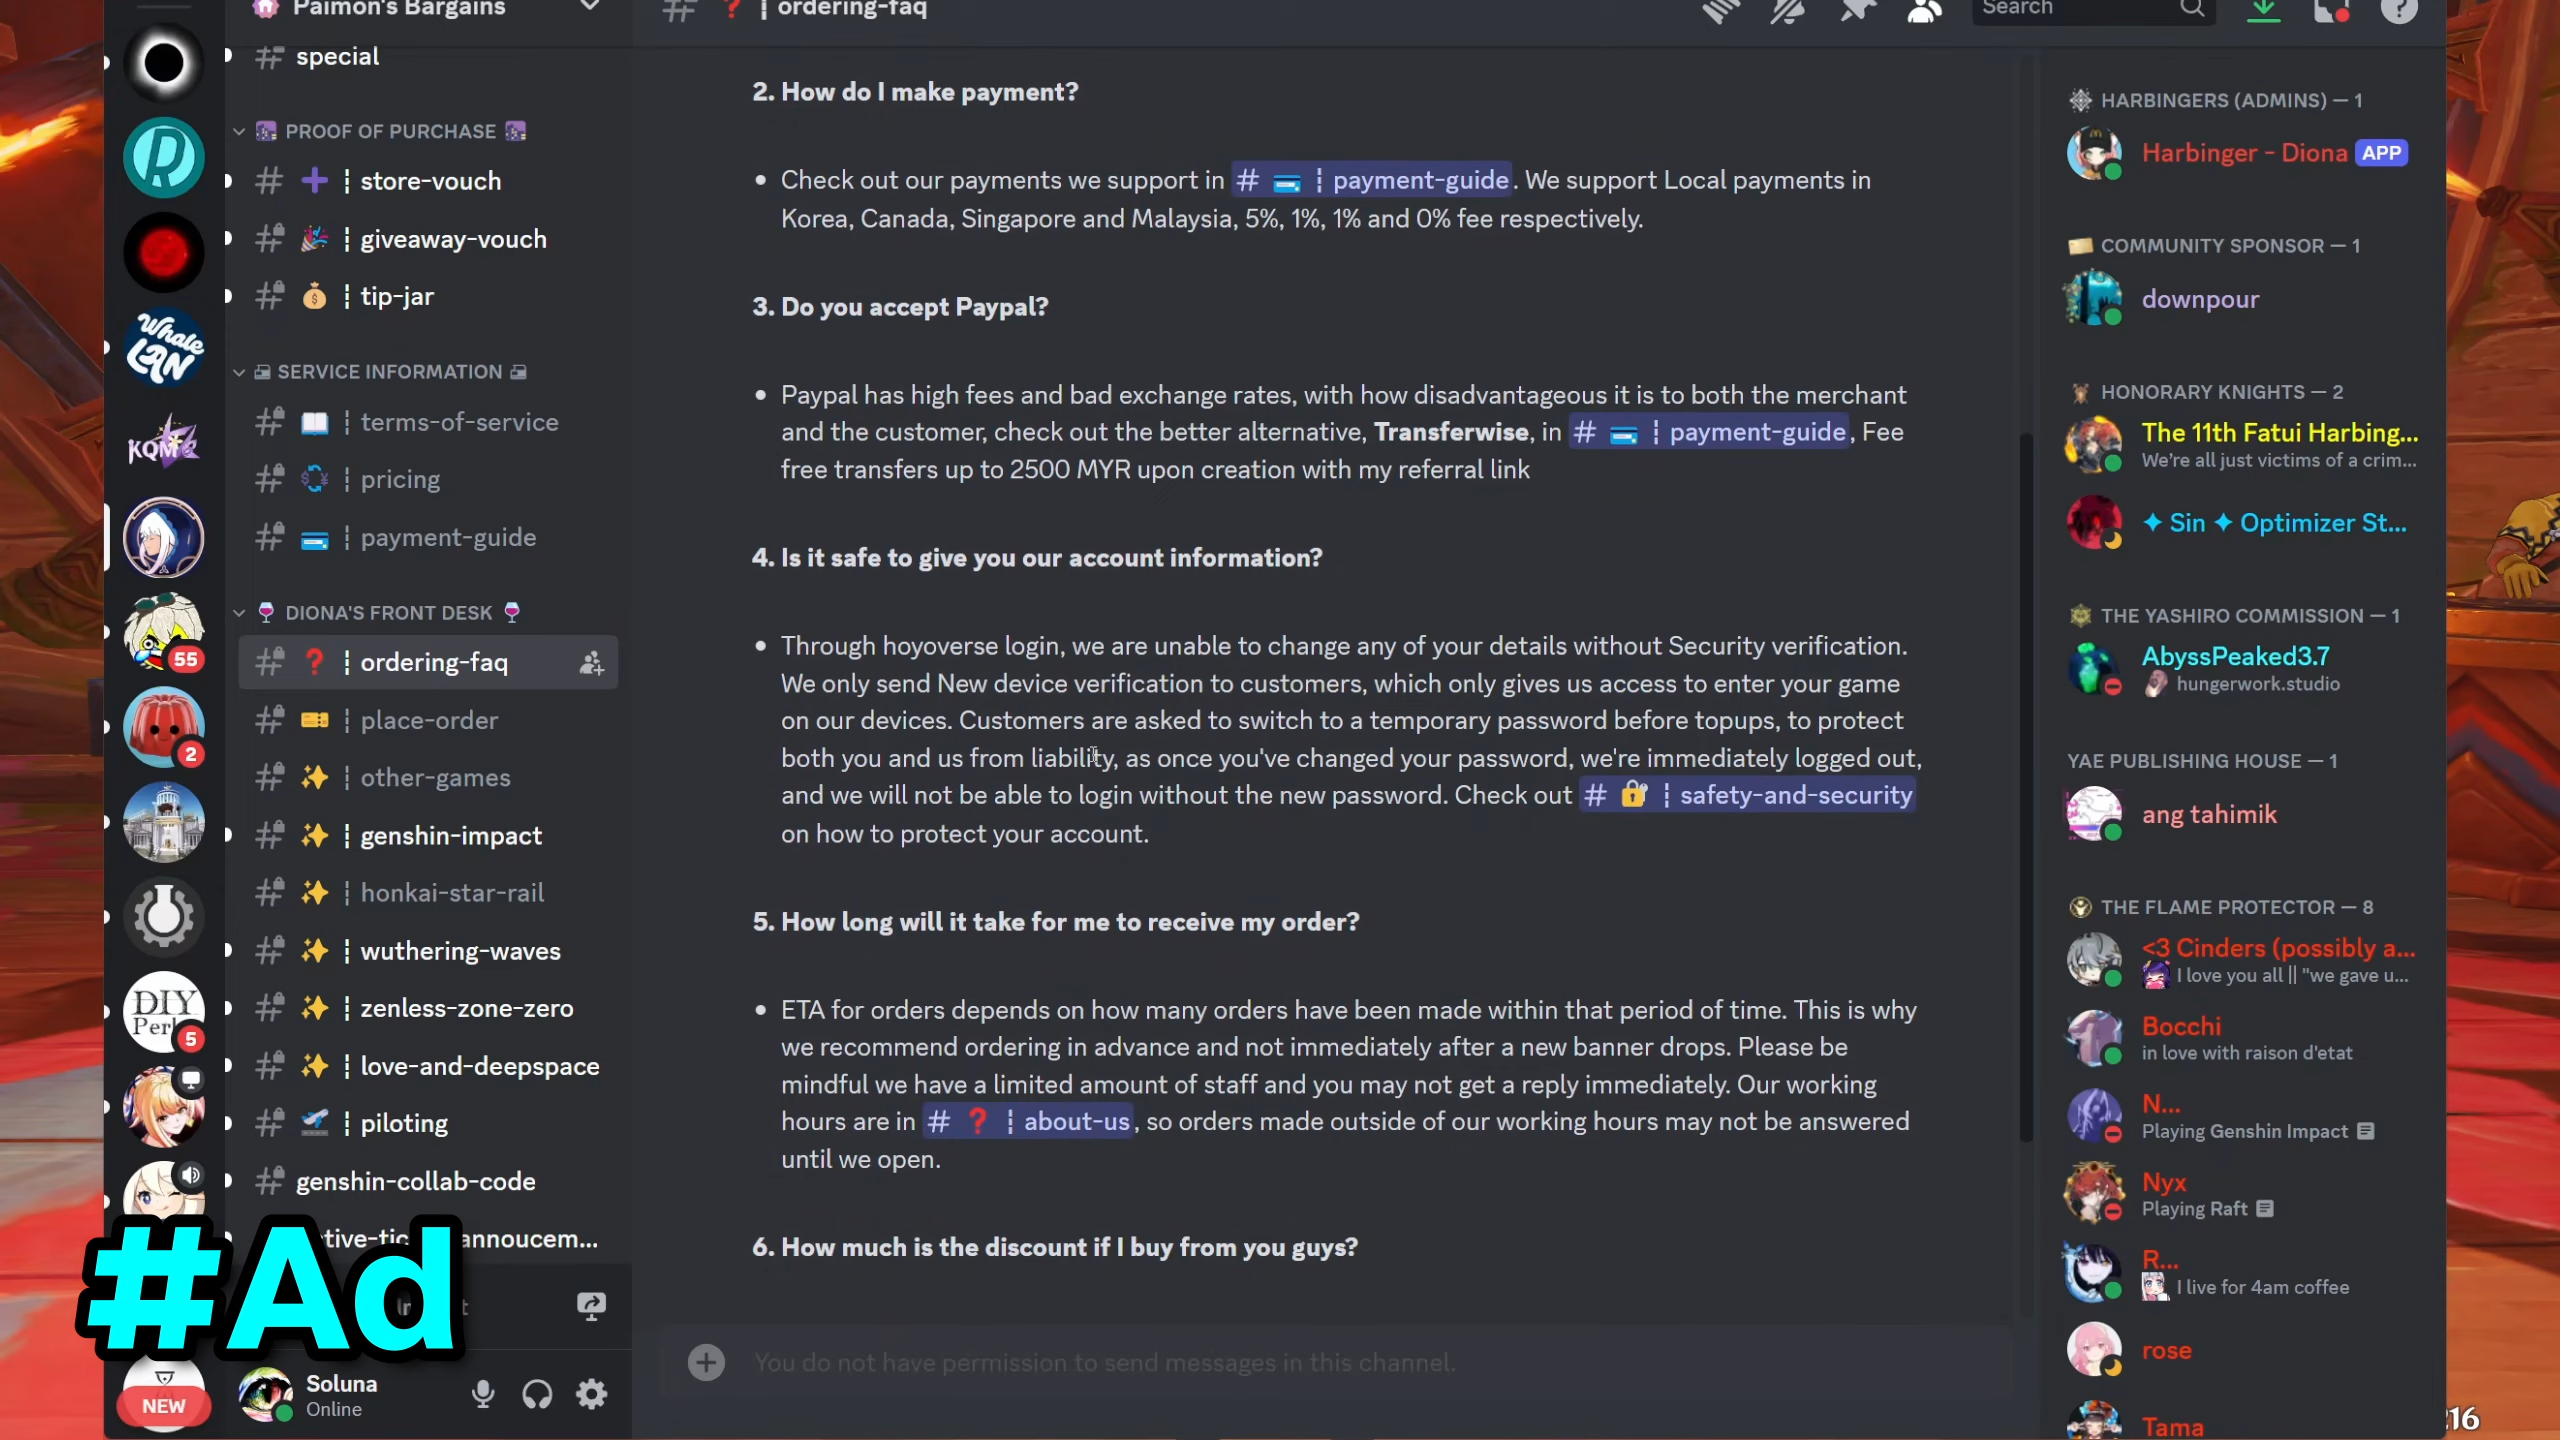 Paimon's Bargains
special
PROOF OF PURCHASE
store-vouch
giveaway-vouch
tip-jar
SERVICE INFORMATION
terms-of-service
pricing
payment-guide
DIONA'S FRONT DESK
ordering-faq
place-order
other-games
genshin-impact
honkai-star-rail
wuthering-waves
zenless-zone-zero
love-and-deepspace
piloting
genshin-collab-code
annoucem...
#Ad
Soluna
Online
Whale
LAN
KQM
55
2
DIY
Per
5
NEW
ordering-faq
Search
2. How do I make payment?
• Check out our payments we support in # payment-guide. We support Local payments in
Korea, Canada, Singapore and Malaysia, 5%, 1%, 1% and 0% fee respectively.
3. Do you accept Paypal?
• Paypal has high fees and bad exchange rates, with how disadvantageous it is to both the merchant
and the customer, check out the better alternative, Transferwise, in # payment-guide, Fee
free transfers up to 2500 MYR upon creation with my referral link
4. Is it safe to give you our account information?
• Through hoyoverse login, we are unable to change any of your details without Security verification.
We only send New device verification to customers, which only gives us access to enter your game
on our devices. Customers are asked to switch to a temporary password before topups, to protect
both you and us from liability, as once you've changed your password, we're immediately logged out,
and we will not be able to login without the new password. Check out # safety-and-security
on how to protect your account.
5. How long will it take for me to receive my order?
• ETA for orders depends on how many orders have been made within that period of time. This is why
we recommend ordering in advance and not immediately after a new banner drops. Please be
mindful we have a limited amount of staff and you may not get a reply immediately. Our working
hours are in # about-us, so orders made outside of our working hours may not be answered
until we open.
6. How much is the discount if I buy from you guys?
You do not have permission to send messages in this channel.
HARBINGERS (ADMINS) — 1
Harbinger - Diona APP
COMMUNITY SPONSOR — 1
downpour
HONORARY KNIGHTS — 2
The 11th Fatui Harbing...
We're all just victims of a crim...
✦ Sin ✦ Optimizer St...
THE YASHIRO COMMISSION — 1
AbyssPeaked3.7
hungerwork.studio
YAE PUBLISHING HOUSE — 1
ang tahimik
THE FLAME PROTECTOR — 8
<3 Cinders (possibly a...
I love you all || "we gave u...
Bocchi
in love with raison d'etat
N...
Playing Genshin Impact
Nyx
Playing Raft
R...
I live for 4am coffee
rose
Tama
16